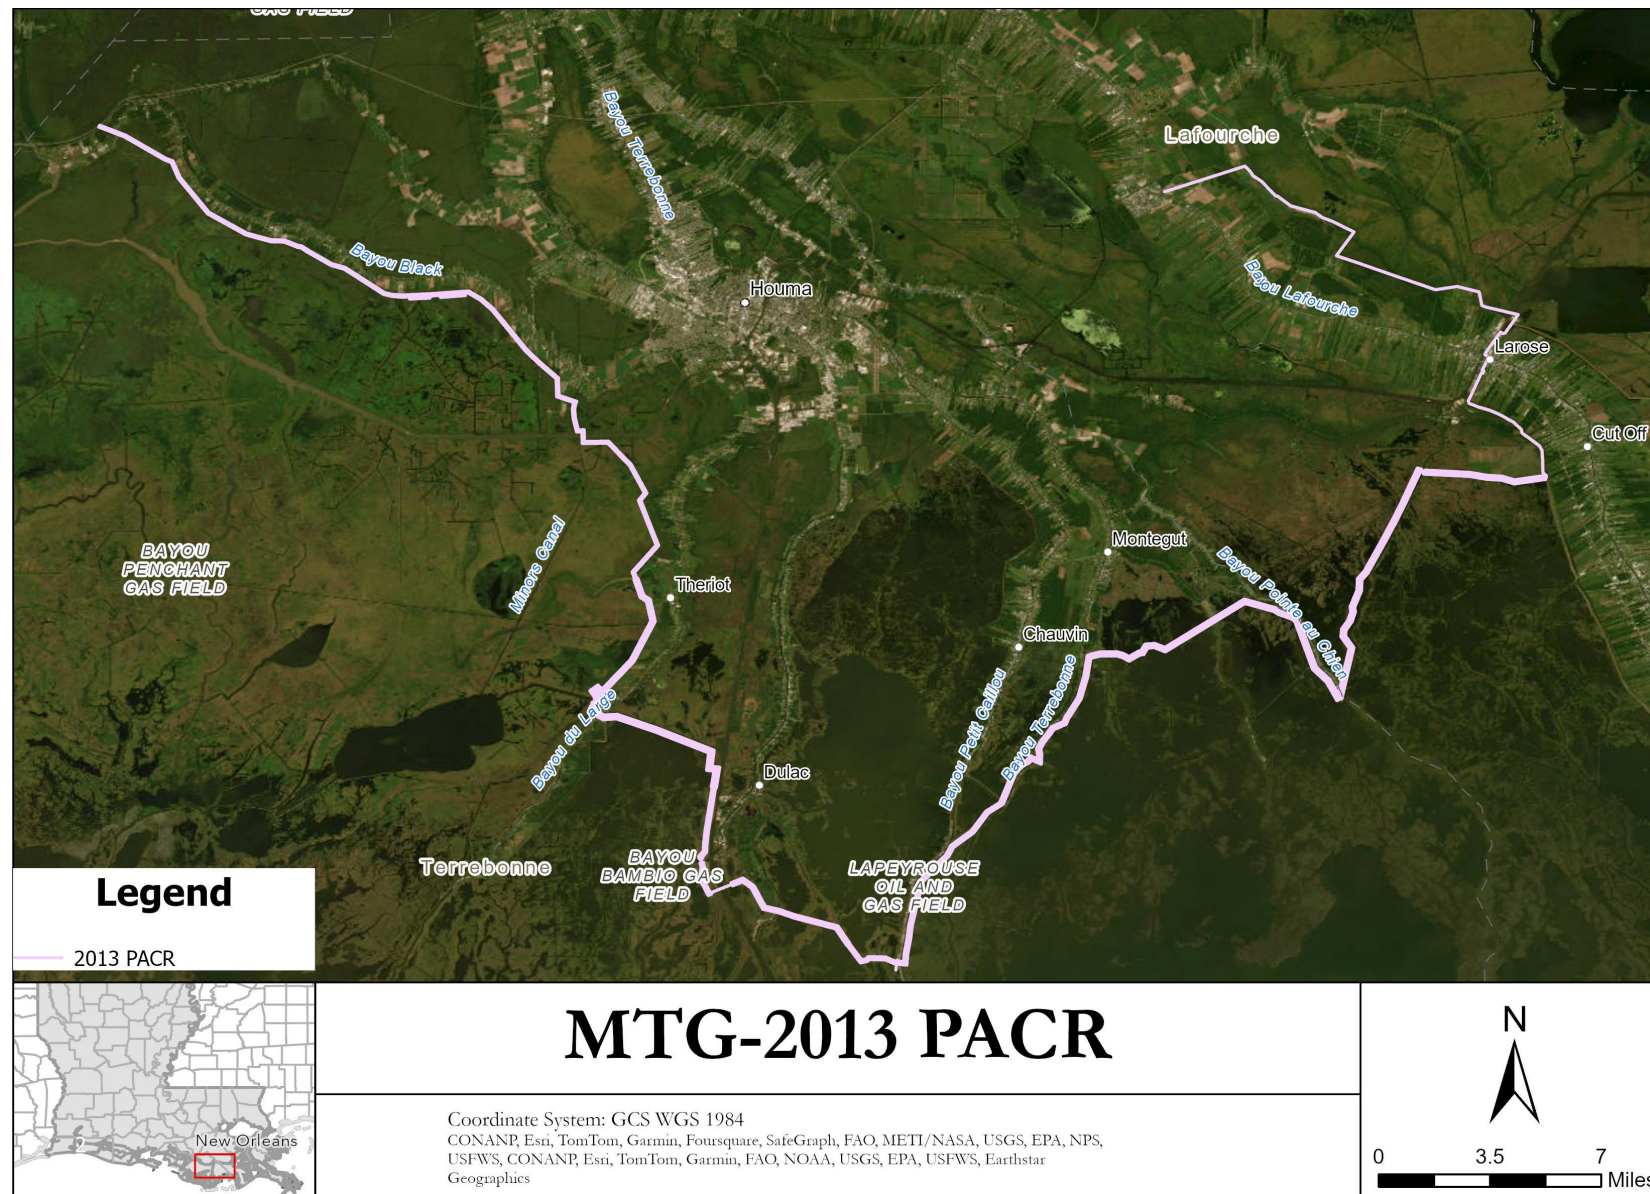 GAS FIELD
Lafourche
Bayou Terrebonne
Bayou Black
Houma
Bayou Lafourche
Larose
Cut Off
BAYOU
PENCHANT
GAS FIELD
Minors Canal
Theriot
Montegut
Bayou Pointe au Chien
Chauvin
Bayou du Large
Bayou Petit Caillou
Bayou Terrebonne
Dulac
Terrebonne
BAYOU
BAMBIO GAS
FIELD
LAPEYROUSE
OIL AND
GAS FIELD
Legend
2013 PACR
New Orleans
MTG-2013 PACR
Coordinate System: GCS WGS 1984
CONANP, Esri, TomTom, Garmin, Foursquare, SafeGraph, FAO, METI/NASA, USGS, EPA, NPS,
USFWS, CONANP, Esri, TomTom, Garmin, FAO, NOAA, USGS, EPA, USFWS, Earthstar
Geographics
N
0 3.5 7
Miles